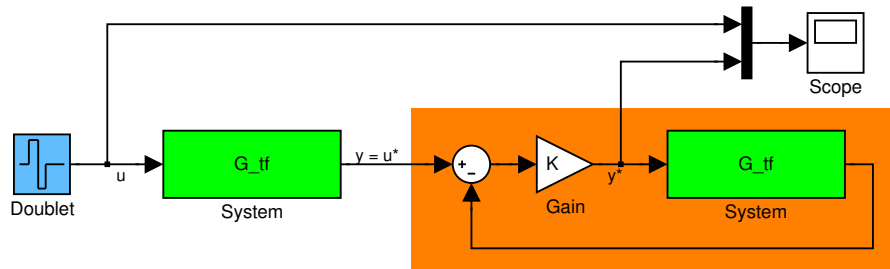 Scope
G_tf
y = u*
+
−
K
G_tf
u
y*
Doublet
System
Gain
System